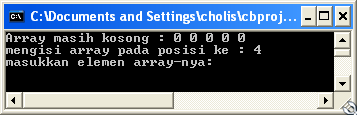 C:\Documents and Settings\cholis\cbproj...
Array masih kosong : 0 0 0 0 0
mengisi array pada posisi ke : 4
masukkan elemen array-nya: